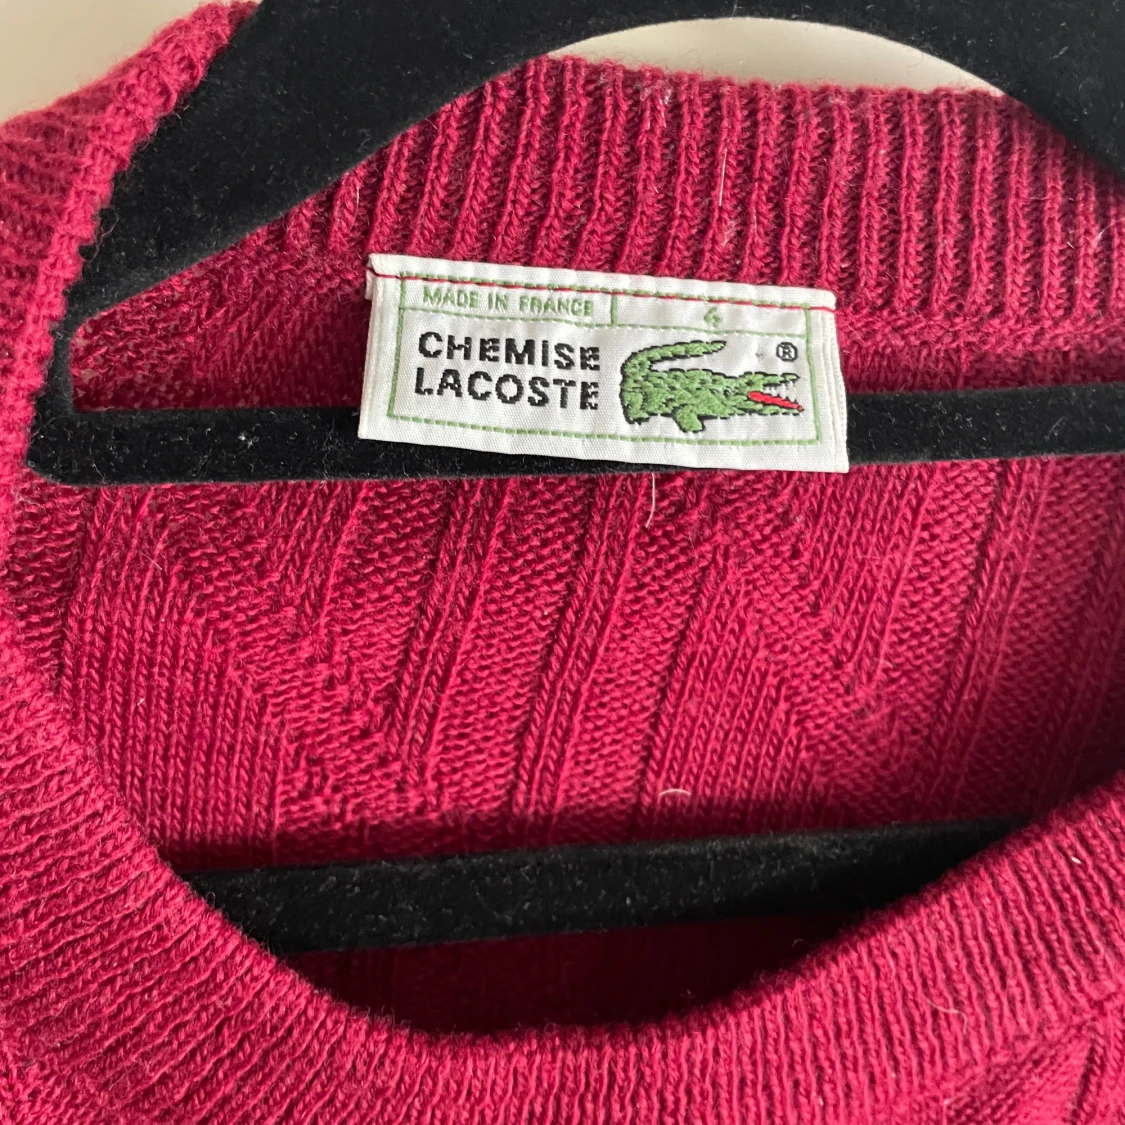 MADE IN FRANCE 4
CHEMISE
LACOSTE
®